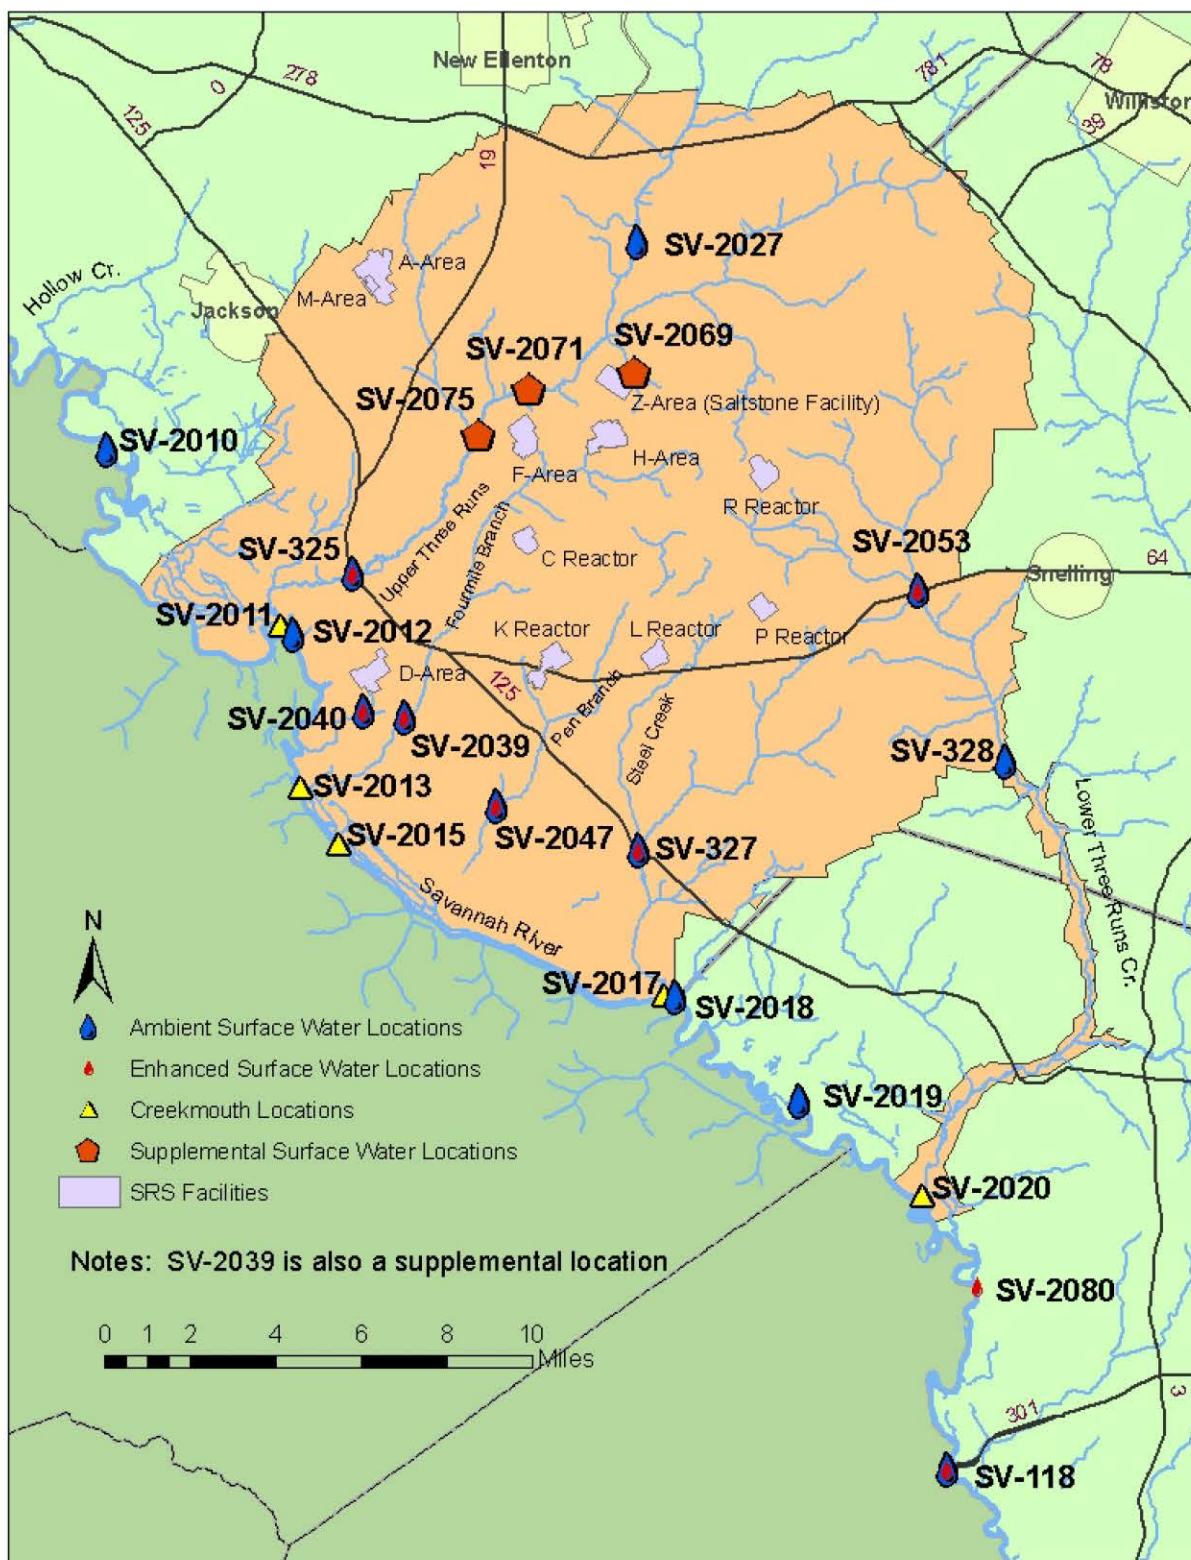 New Ellenton
278
0
125
19
781
78
39
Williston
Hollow Cr.
Jackson
A-Area
M-Area
SV-2027
SV-2071
SV-2069
SV-2075
Z-Area (Saltstone Facility)
SV-2010
F-Area
H-Area
R Reactor
Upper Three Runs
Fourmile Branch
C Reactor
SV-325
SV-2053
64
Snelling
SV-2011
SV-2012
K Reactor
L Reactor
P Reactor
D-Area
125
Pen Branch
Steel Creek
SV-2040
SV-2039
SV-328
SV-2013
SV-2015
SV-2047
SV-327
Lower Three Runs Cr.
Savannah River
SV-2017
SV-2018
SV-2019
SV-2020
SV-2080
301
3
SV-118
N
Ambient Surface Water Locations
Enhanced Surface Water Locations
Creekmouth Locations
Supplemental Surface Water Locations
SRS Facilities
Notes: SV-2039 is also a supplemental location
0 1 2 4 6 8 10
Miles